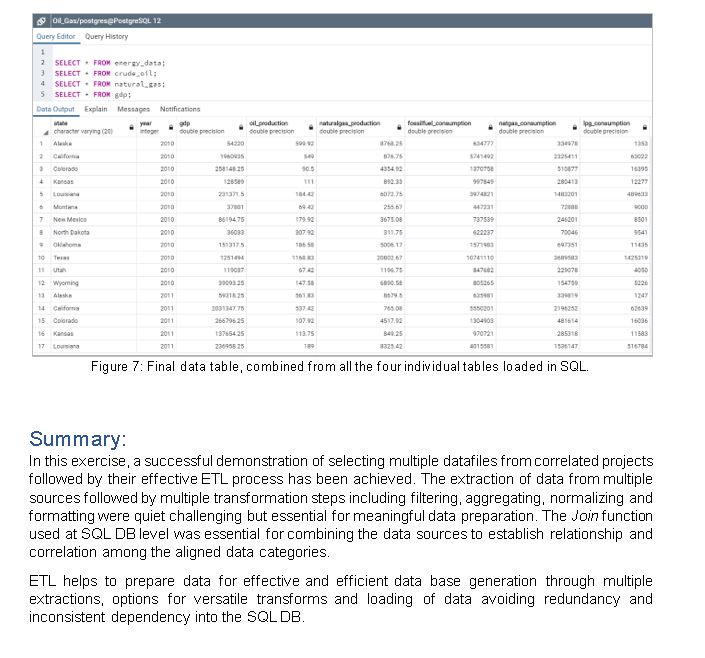 Oil_Gas/postgres@PostgreSQL 12
Query Editor Query History
1
2 SELECT * FROM energy_data;
3 SELECT * FROM crude_oil;
4 SELECT * FROM natural_gas;
5 SELECT * FROM gdp;
Data Output Explain Messages Notifications
state year gdp oil_production naturalgas_production fossilfuel_consumption natgas_consumption lpg_consumption
character varying (20) integer double precision double precision double precision double precision double precision double precision
1 Alaska 2010 54220 599.92 8768.25 634777 334978 1353
2 California 2010 1960935 549 876.75 5741492 2325411 63022
3 Colorado 2010 258148.25 90.5 4354.92 1370758 510877 16395
4 Kansas 2010 128589 111 892.33 997849 280413 12277
5 Louisiana 2010 231371.5 184.42 6072.75 3974821 1483201 489633
6 Montana 2010 37801 69.42 255.67 447231 72888 9000
7 New Mexico 2010 86194.75 179.92 3675.08 737539 246201 8501
8 North Dakota 2010 36033 307.92 311.75 622237 70046 9541
9 Oklahoma 2010 151317.5 186.58 5006.17 1571983 697351 11435
10 Texas 2010 1251494 1168.83 20802.67 10741110 3689583 1425319
11 Utah 2010 119037 67.42 1196.75 847682 229078 4050
12 Wyoming 2010 39093.25 147.58 6890.58 805265 154759 5226
13 Alaska 2011 59318.25 561.83 8679.5 635981 339819 1247
14 California 2011 2031347.75 537.42 765.08 5550201 2196252 62639
15 Colorado 2011 266796.25 107.92 4517.92 1304903 481614 16036
16 Kansas 2011 137654.25 113.75 849.25 970721 285318 11583
17 Louisiana 2011 236958.25 189 8325.42 4015581 1536147 516784
Figure 7: Final data table, combined from all the four individual tables loaded in SQL.
Summary:
In this exercise, a successful demonstration of selecting multiple datafiles from correlated projects
followed by their effective ETL process has been achieved. The extraction of data from multiple
sources followed by multiple transformation steps including filtering, aggregating, normalizing and
formatting were quiet challenging but essential for meaningful data preparation. The Join function
used at SQL DB level was essential for combining the data sources to establish relationship and
correlation among the aligned data categories.
ETL helps to prepare data for effective and efficient data base generation through multiple
extractions, options for versatile transforms and loading of data avoiding redundancy and
inconsistent dependency into the SQL DB.